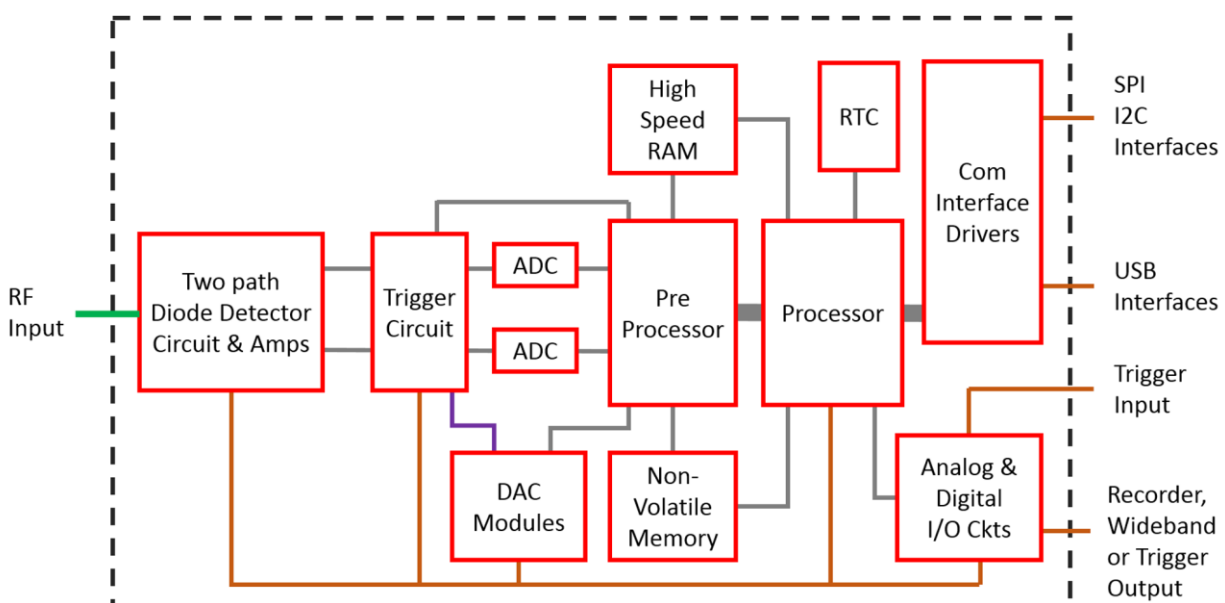 RF
Input
Two path
Diode Detector
Circuit & Amps
Trigger
Circuit
ADC
ADC
DAC
Modules
High
Speed
RAM
Pre
Processor
Non-
Volatile
Memory
RTC
Processor
Com
Interface
Drivers
Analog &
Digital
I/O Ckts
SPI
I2C
Interfaces
USB
Interfaces
Trigger
Input
Recorder,
Wideband
or Trigger
Output